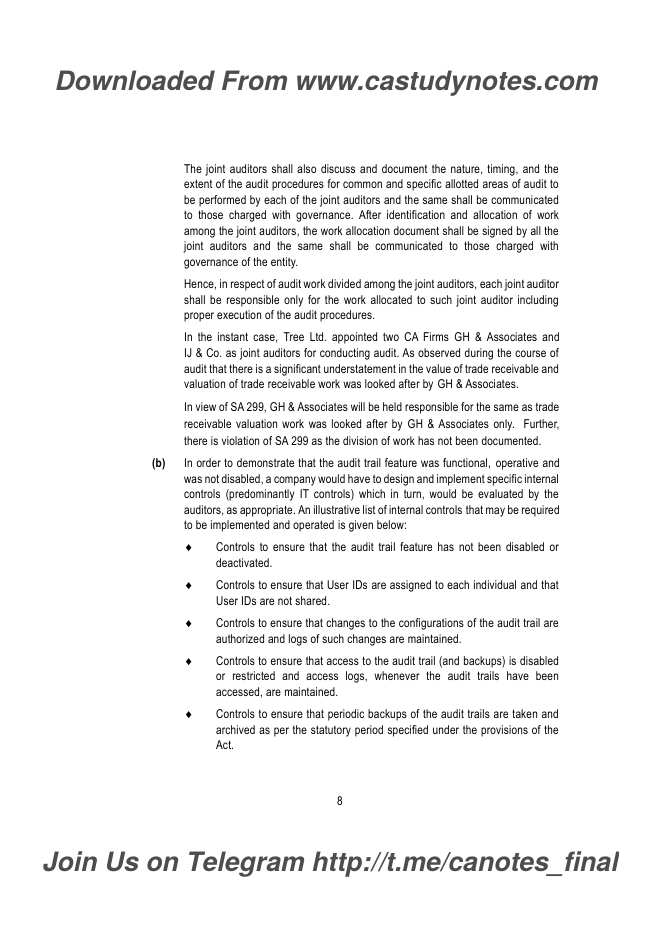 Downloaded From www.castudynotes.com
The joint auditors shall also discuss and document the nature, timing, and the
extent of the audit procedures for common and specific allotted areas of audit to
be performed by each of the joint auditors and the same shall be communicated
to those charged with governance. After identification and allocation of work
among the joint auditors, the work allocation document shall be signed by all the
joint auditors and the same shall be communicated to those charged with
governance of the entity.
Hence, in respect of audit work divided among the joint auditors, each joint auditor
shall be responsible only for the work allocated to such joint auditor including
proper execution of the audit procedures.
In the instant case, Tree Ltd. appointed two CA Firms GH & Associates and
IJ & Co. as joint auditors for conducting audit. As observed during the course of
audit that there is a significant understatement in the value of trade receivable and
valuation of trade receivable work was looked after by GH & Associates.
In view of SA 299, GH & Associates will be held responsible for the same as trade
receivable valuation work was looked after by GH & Associates only. Further,
there is violation of SA 299 as the division of work has not been documented.
(b) In order to demonstrate that the audit trail feature was functional, operative and
was not disabled, a company would have to design and implement specific internal
controls (predominantly IT controls) which in turn, would be evaluated by the
auditors, as appropriate. An illustrative list of internal controls that may be required
to be implemented and operated is given below:
♦ Controls to ensure that the audit trail feature has not been disabled or
deactivated.
♦ Controls to ensure that User IDs are assigned to each individual and that
User IDs are not shared.
♦ Controls to ensure that changes to the configurations of the audit trail are
authorized and logs of such changes are maintained.
♦ Controls to ensure that access to the audit trail (and backups) is disabled
or restricted and access logs, whenever the audit trails have been
accessed, are maintained.
♦ Controls to ensure that periodic backups of the audit trails are taken and
archived as per the statutory period specified under the provisions of the
Act.
8
Join Us on Telegram http://t.me/canotes_final